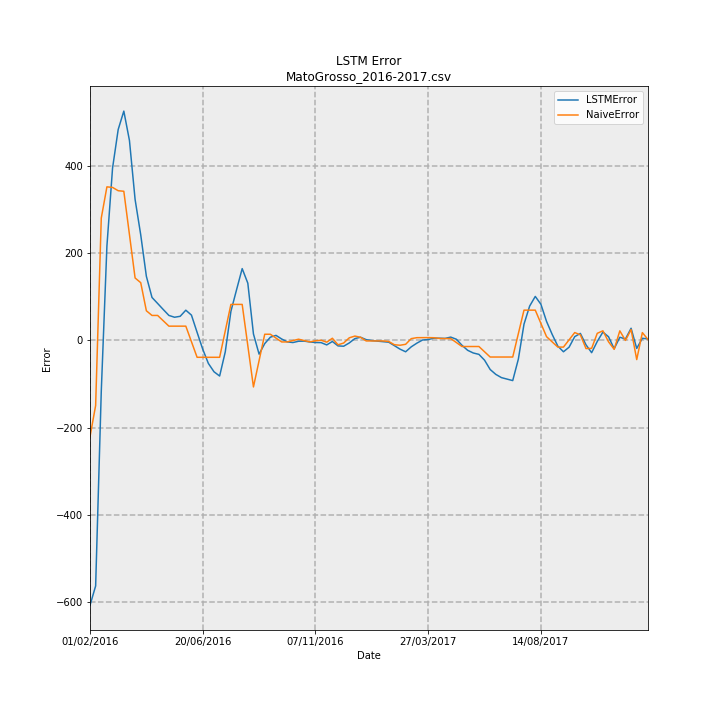 LSTM Error
MatoGrosso_2016-2017.csv
LSTMError
NaiveError
400
200
0
−200
−400
−600
Error
01/02/2016 20/06/2016 07/11/2016 27/03/2017 14/08/2017
Date